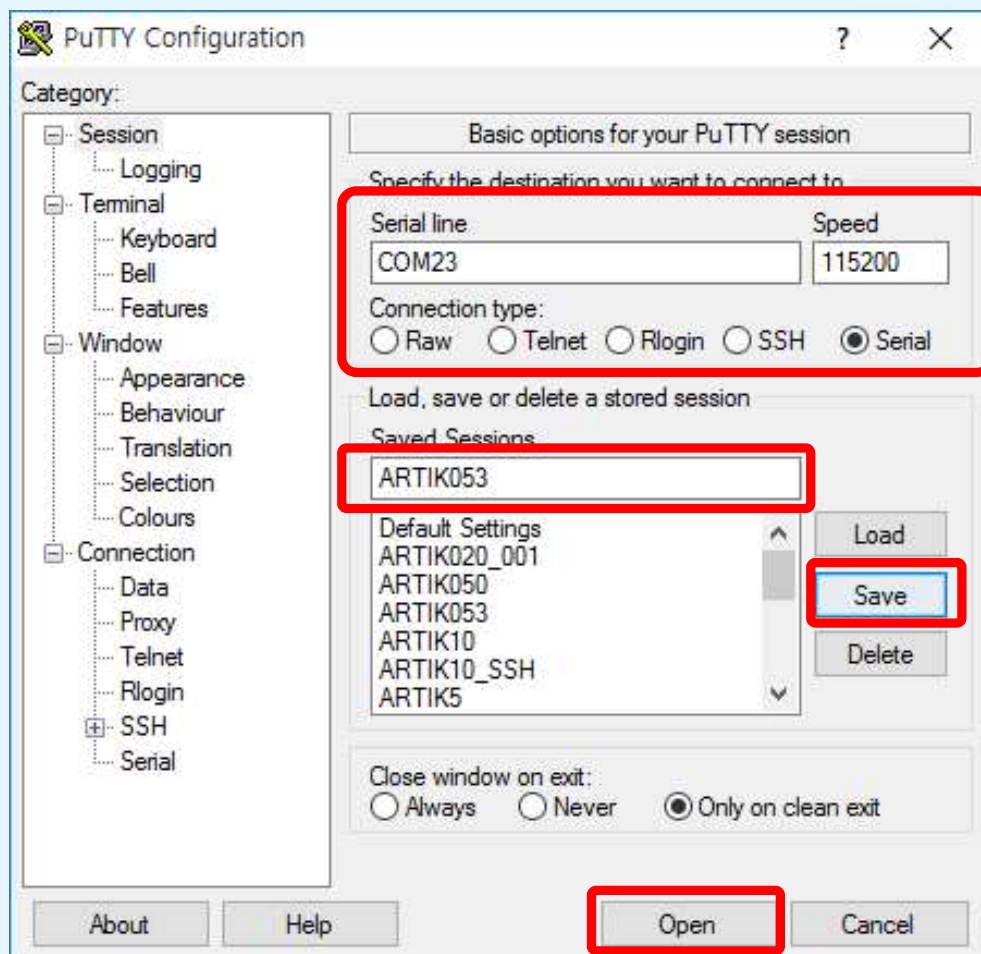 PuTTY Configuration
?
Category:
Session
Logging
Terminal
Keyboard
Bell
Features
Window
Appearance
Behaviour
Translation
Selection
Colours
Connection
Data
Proxy
Telnet
Rlogin
SSH
Serial
Basic options for your PuTTY session
Specify the destination you want to connect to
Serial line Speed
COM23 115200
Connection type:
Raw Telnet Rlogin SSH Serial
Load, save or delete a stored session
Saved Sessions
ARTIK053
Default Settings
ARTIK020_001
ARTIK050
ARTIK053
ARTIK10
ARTIK10_SSH
ARTIK5
Load
Save
Delete
Close window on exit:
Always Never Only on clean exit
About Help Open Cancel